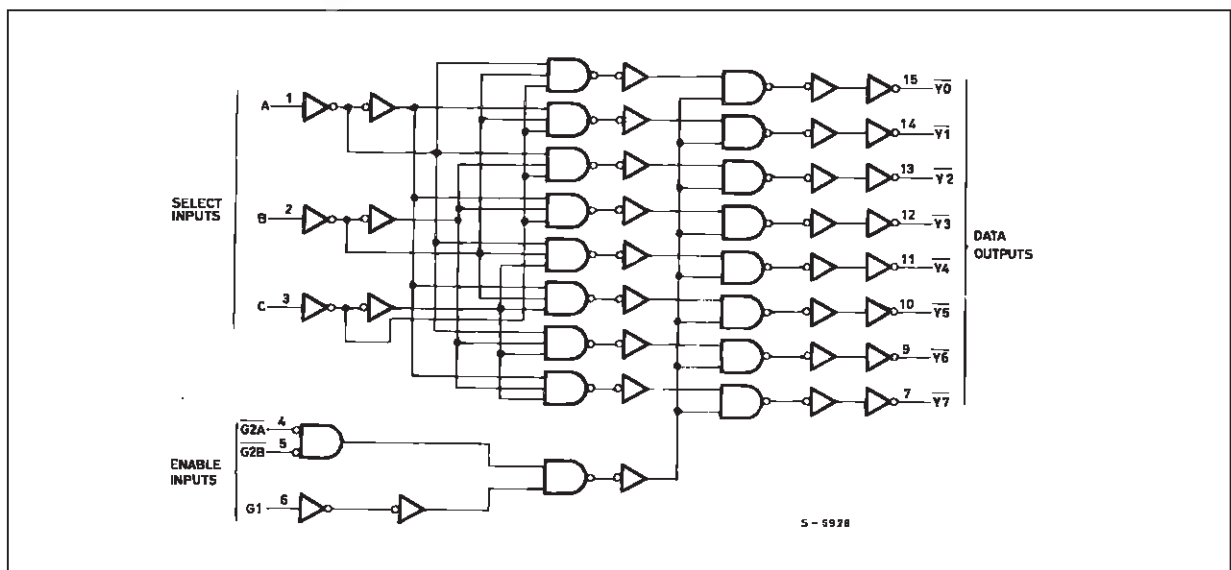 SELECT
INPUTS
A 1
B 2
C 3
ENABLE
INPUTS
G2A 4
G2B 5
G1 6
15 Y0
14 Y1
13 Y2
12 Y3
11 Y4
10 Y5
9 Y6
7 Y7
DATA
OUTPUTS
S - 5928